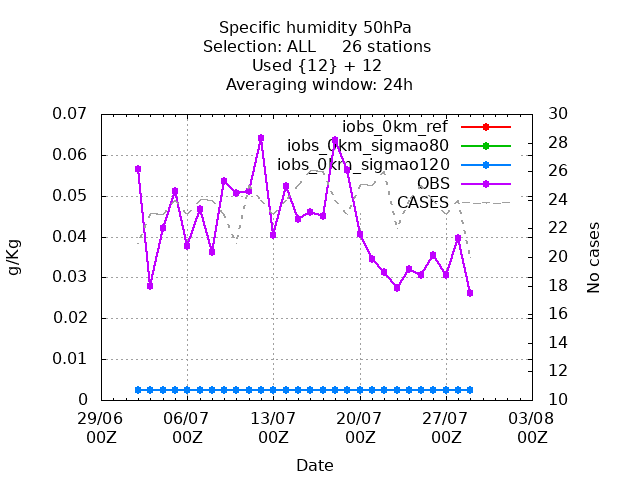 Specific humidity 50hPa
Selection: ALL     26 stations
Used {12} + 12
Averaging window: 24h
0.07
0.06
0.05
0.04
0.03
0.02
0.01
0
g/Kg
30
28
26
24
22
20
18
16
14
12
10
No cases
iobs_0km_ref
iobs_0km_sigmao80
iobs_0km_sigmao120
OBS
CASES
29/06 06/07 13/07 20/07 27/07 03/08
00Z 00Z 00Z 00Z 00Z 00Z
Date